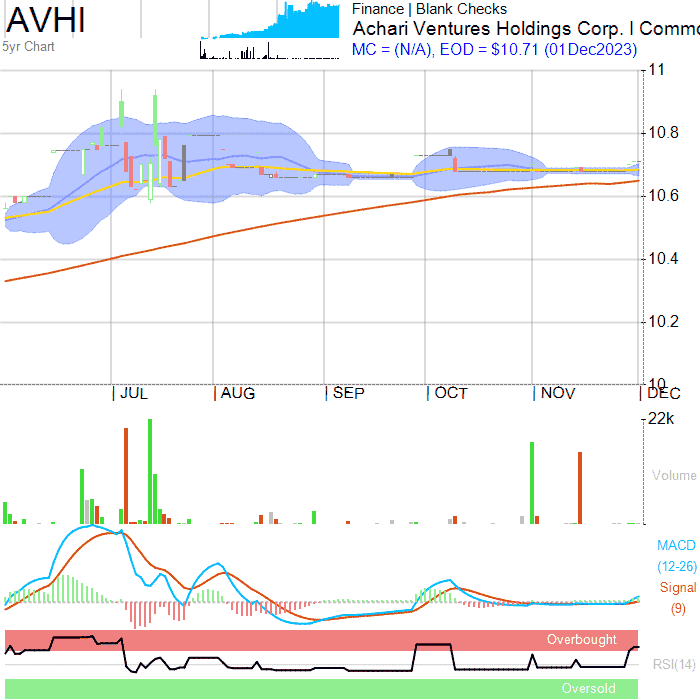 AVHI
5yr Chart
Finance | Blank Checks
Achari Ventures Holdings Corp. I Commo
MC = (N/A), EOD = $10.71 (01Dec2023)
11
10.8
10.6
10.4
10.2
10
JUL AUG SEP OCT NOV DEC
22k
Volume
MACD
(12-26)
Signal
(9)
Overbought
RSI(14)
Oversold